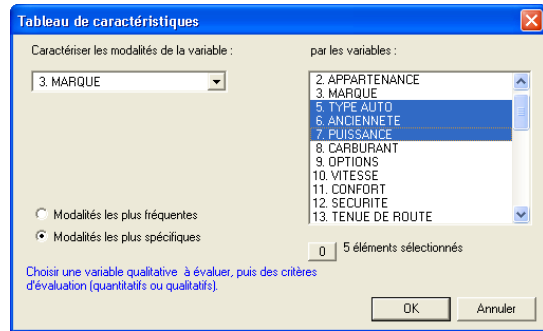 Tableau de caractéristiques
Caractériser les modalités de la variable :
par les variables :
3. MARQUE
2. APPARTENANCE
3. MARQUE
5. TYPE AUTO
6. ANCIENNETE
7. PUISSANCE
8. CARBURANT
9. OPTIONS
10. VITESSE
11. CONFORT
12. SECURITE
13. TENUE DE ROUTE
Modalités les plus fréquentes
Modalités les plus spécifiques
0 5 éléments sélectionnés
Choisir une variable qualitative à évaluer, puis des critères
d'évaluation (quantitatifs ou qualitatifs).
OK Annuler